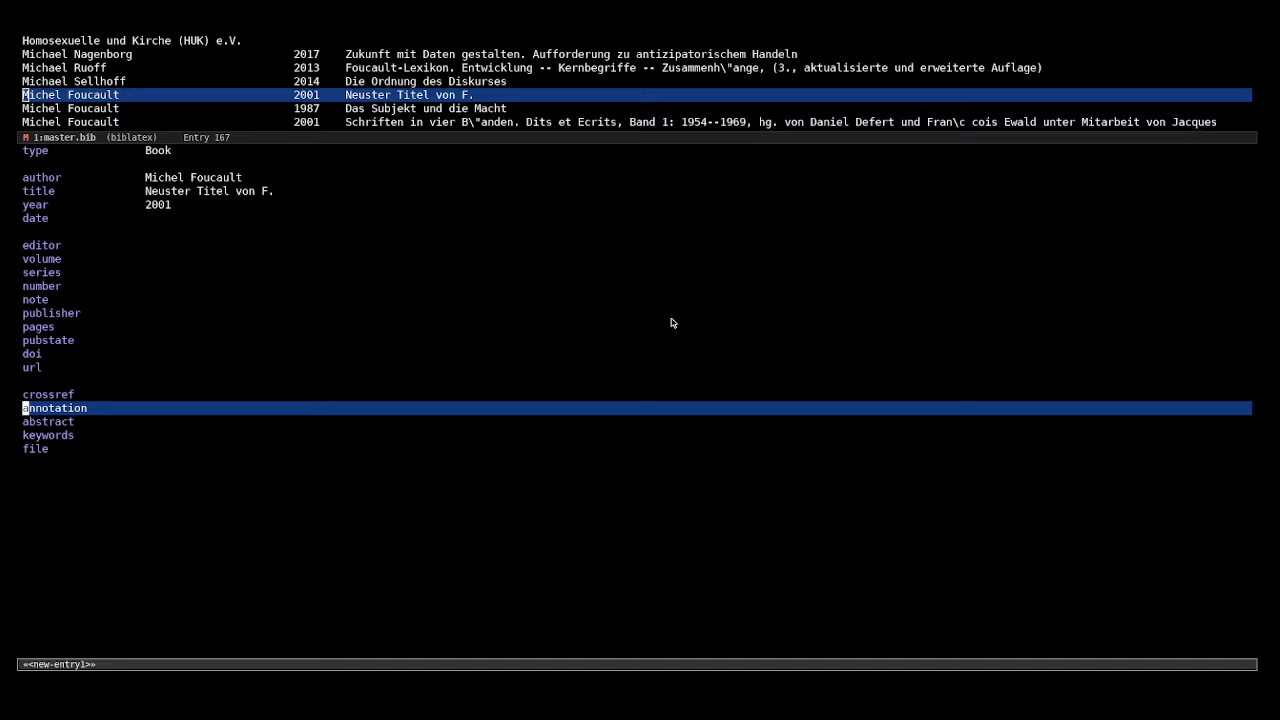 Homosexuelle und Kirche (HUK) e.V.
Michael Nagenborg 2017 Zukunft mit Daten gestalten. Aufforderung zu antizipatorischem Handeln
Michael Ruoff 2013 Foucault-Lexikon. Entwicklung -- Kernbegriffe -- Zusammenh\"ange, (3., aktualisierte und erweiterte Auflage)
Michael Sellhoff 2014 Die Ordnung des Diskurses
Michel Foucault 2001 Neuster Titel von F.
Michel Foucault 1987 Das Subjekt und die Macht
Michel Foucault 2001 Schriften in vier B\"anden. Dits et Ecrits, Band 1: 1954--1969, hg. von Daniel Defert und Fran\c cois Ewald unter Mitarbeit von Jacques
M 1:master.bib (biblatex) Entry 167
type Book
author Michel Foucault
title Neuster Titel von F.
year 2001
date
editor
volume
series
number
note
publisher
pages
pubstate
doi
url
crossref
annotation
abstract
keywords
file
«<new-entry1>»